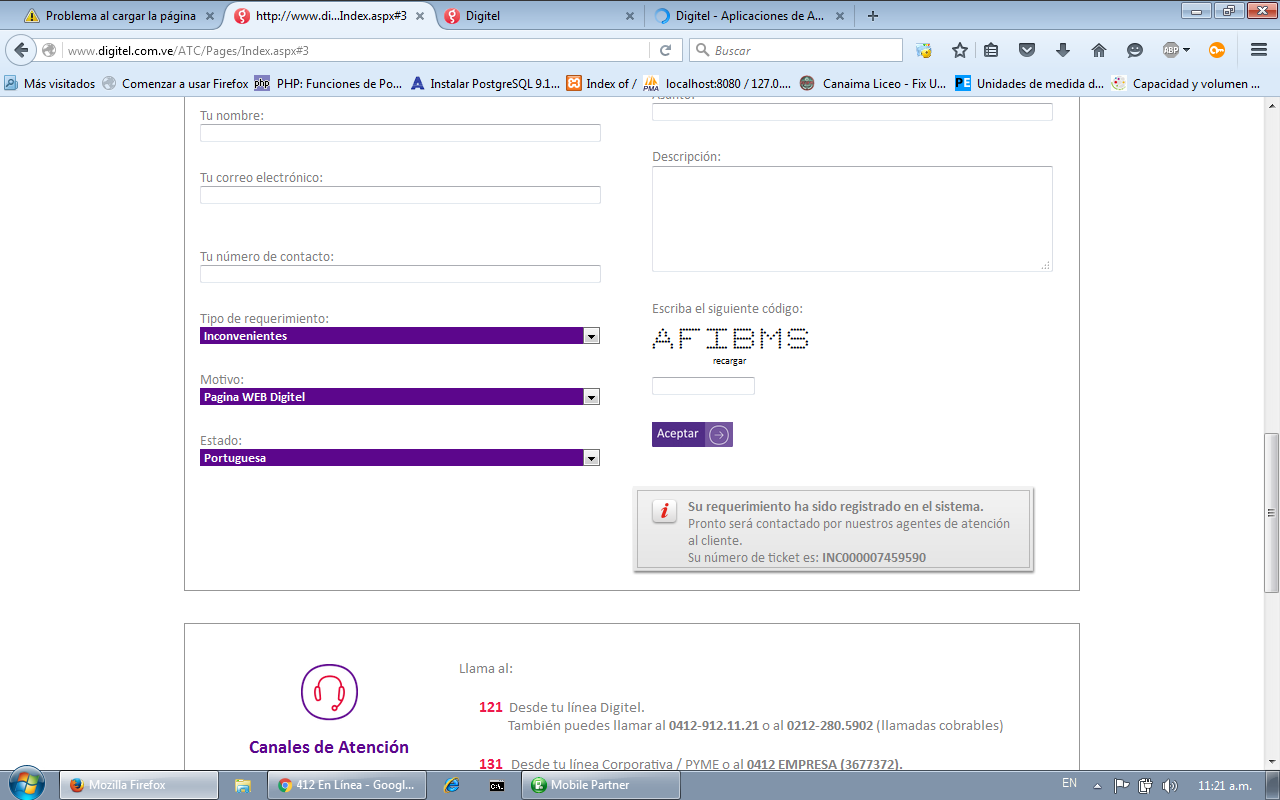 Problema al cargar la página
http://www.di...Index.aspx#3
Digitel
Digitel - Aplicaciones de A...
www.digitel.com.ve/ATC/Pages/Index.aspx#3
Buscar
ABP
Más visitados
Comenzar a usar Firefox
PHP: Funciones de Po...
Instalar PostgreSQL 9.1...
Index of /
localhost:8080 / 127.0....
Canaima Liceo - Fix U...
Unidades de medida d...
Capacidad y volumen ...
Tu nombre:
Tu correo electrónico:
Tu número de contacto:
Tipo de requerimiento:
Inconvenientes
Motivo:
Pagina WEB Digitel
Estado:
Portuguesa
Descripción:
Escriba el siguiente código:
AFIBMS
recargar
Aceptar
Su requerimiento ha sido registrado en el sistema.
Pronto será contactado por nuestros agentes de atención
al cliente.
Su número de ticket es: INC000007459590
Canales de Atención
Llama al:
121 Desde tu línea Digitel.
También puedes llamar al 0412-912.11.21 o al 0212-280.5902 (llamadas cobrables)
131 Desde tu línea Corporativa / PYME o al 0412 EMPRESA (3677372).
Mozilla Firefox
412 En Línea - Googl...
Mobile Partner
EN
11:21 a.m.